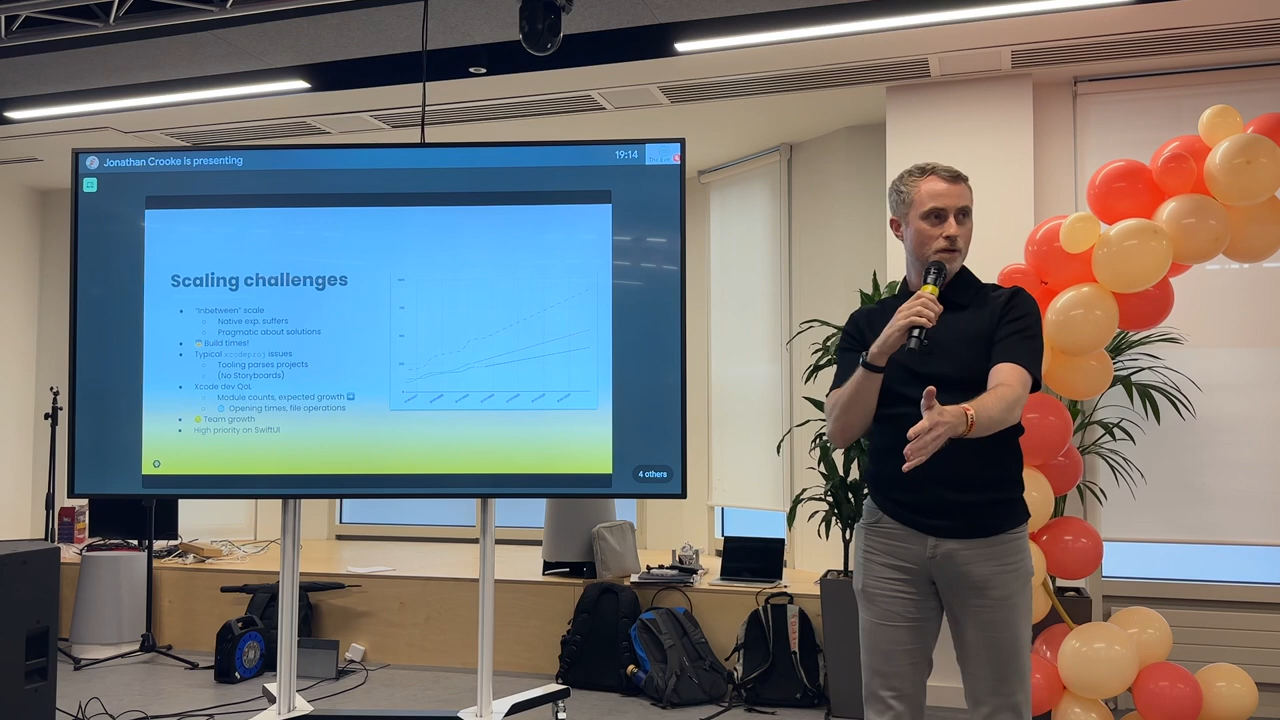 Jonathan Crooke is presenting
19:14
Scaling challenges
"Inbetween" scale
Native exp. suffers
Pragmatic about solutions
Build times!
Typical xcodeproj issues
Tooling parses projects
(No Storyboards)
Xcode dev QoL
Module counts, expected growth
Opening times, file operations
Team growth
High priority on SwiftUI
4 others